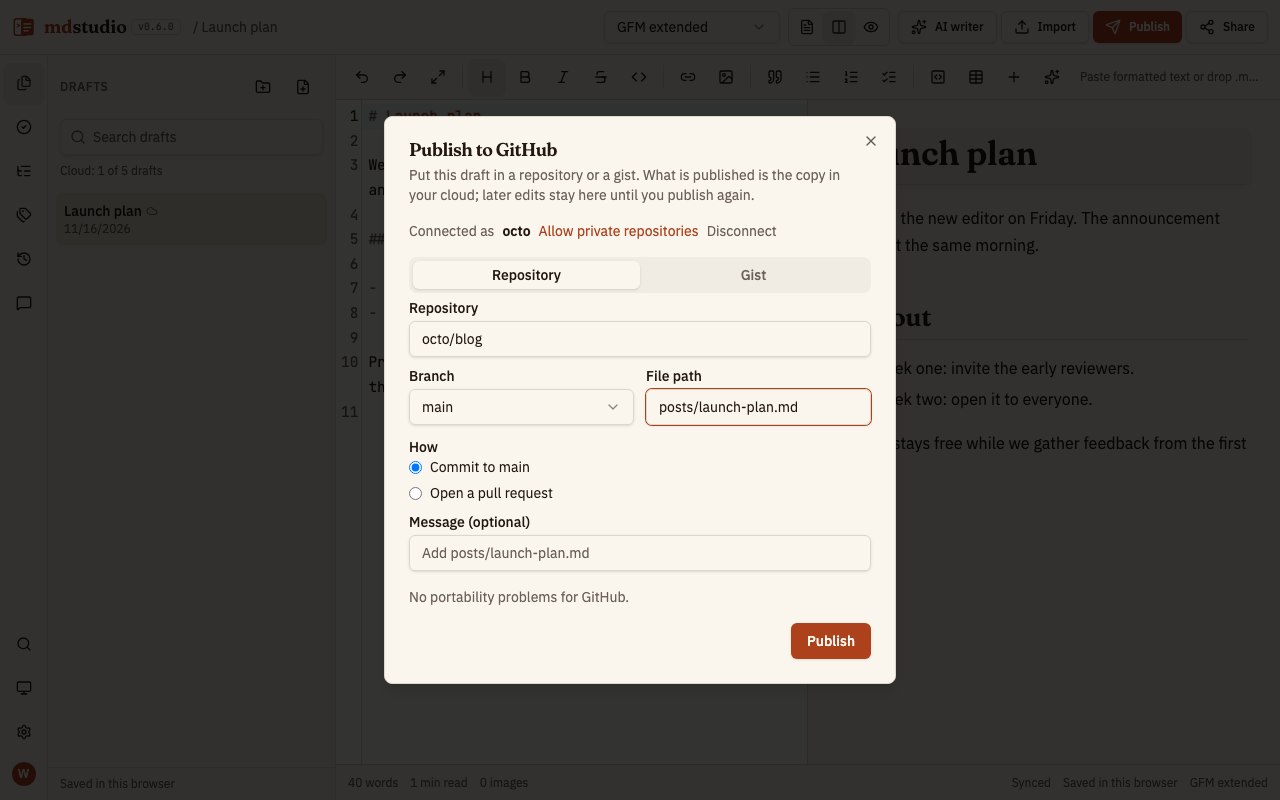 mdstudio v0.6.0 / Launch plan
GFM extended
AI writer
Import
Publish
Share
DRAFTS
Search drafts
Cloud: 1 of 5 drafts
Launch plan
11/16/2026
Saved in this browser
W
H
B
I
S
Paste formatted text or drop .m...
1 # Launch plan
2
3 We
an
4
5 ##
6
7 -
8 -
9
10 Pr
th
11
Publish to GitHub
Put this draft in a repository or a gist. What is published is the copy in
your cloud; later edits stay here until you publish again.
Connected as octo Allow private repositories Disconnect
Repository
Gist
Repository
octo/blog
Branch
main
File path
posts/launch-plan.md
How
Commit to main
Open a pull request
Message (optional)
Add posts/launch-plan.md
No portability problems for GitHub.
Publish
nch plan
the new editor on Friday. The announcement
t the same morning.
out
ek one: invite the early reviewers.
ek two: open it to everyone.
stays free while we gather feedback from the first
40 words 1 min read 0 images
Synced Saved in this browser GFM extended